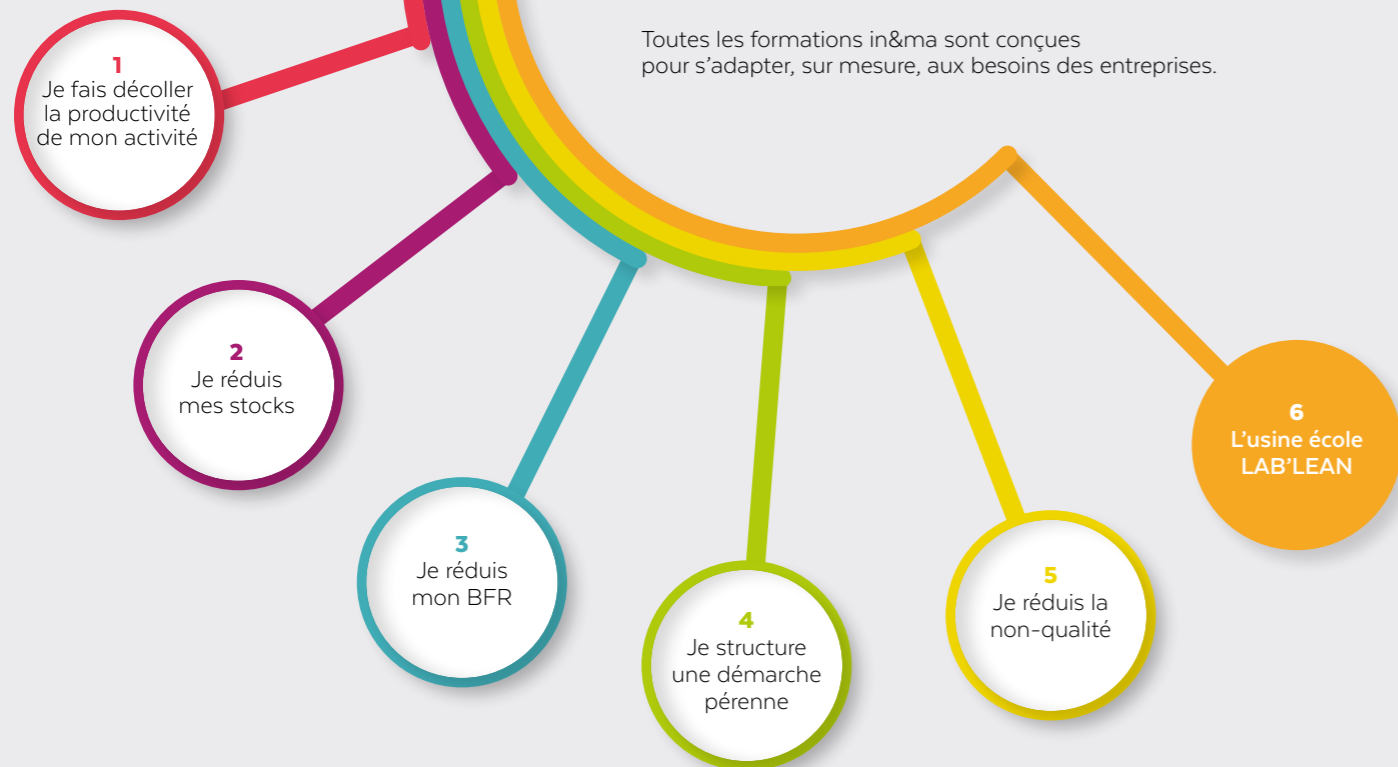 Toutes les formations in&ma sont conçues
pour s’adapter, sur mesure, aux besoins des entreprises.
1
Je fais décoller
la productivité
de mon activité
2
Je réduis
mes stocks
3
Je réduis
mon BFR
4
Je structure
une démarche
pérenne
5
Je réduis la
non-qualité
6
L’usine école
LAB’LEAN